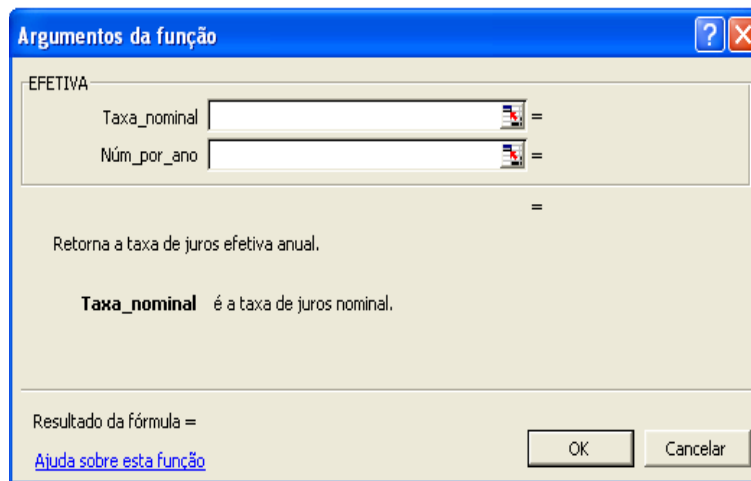 Argumentos da função
EFETIVA
Taxa_nominal =
Núm_por_ano =
=
Retorna a taxa de juros efetiva anual.
Taxa_nominal é a taxa de juros nominal.
Resultado da fórmula =
Ajuda sobre esta função
OK Cancelar